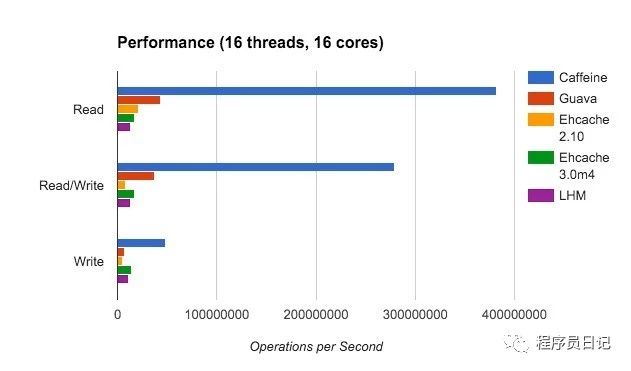 Performance (16 threads, 16 cores)
Caffeine
Guava
Ehcache
2.10
Ehcache
3.0m4
LHM
Read
Read/Write
Write
0
100000000
200000000
300000000
400000000
Operations per Second
程序员日记